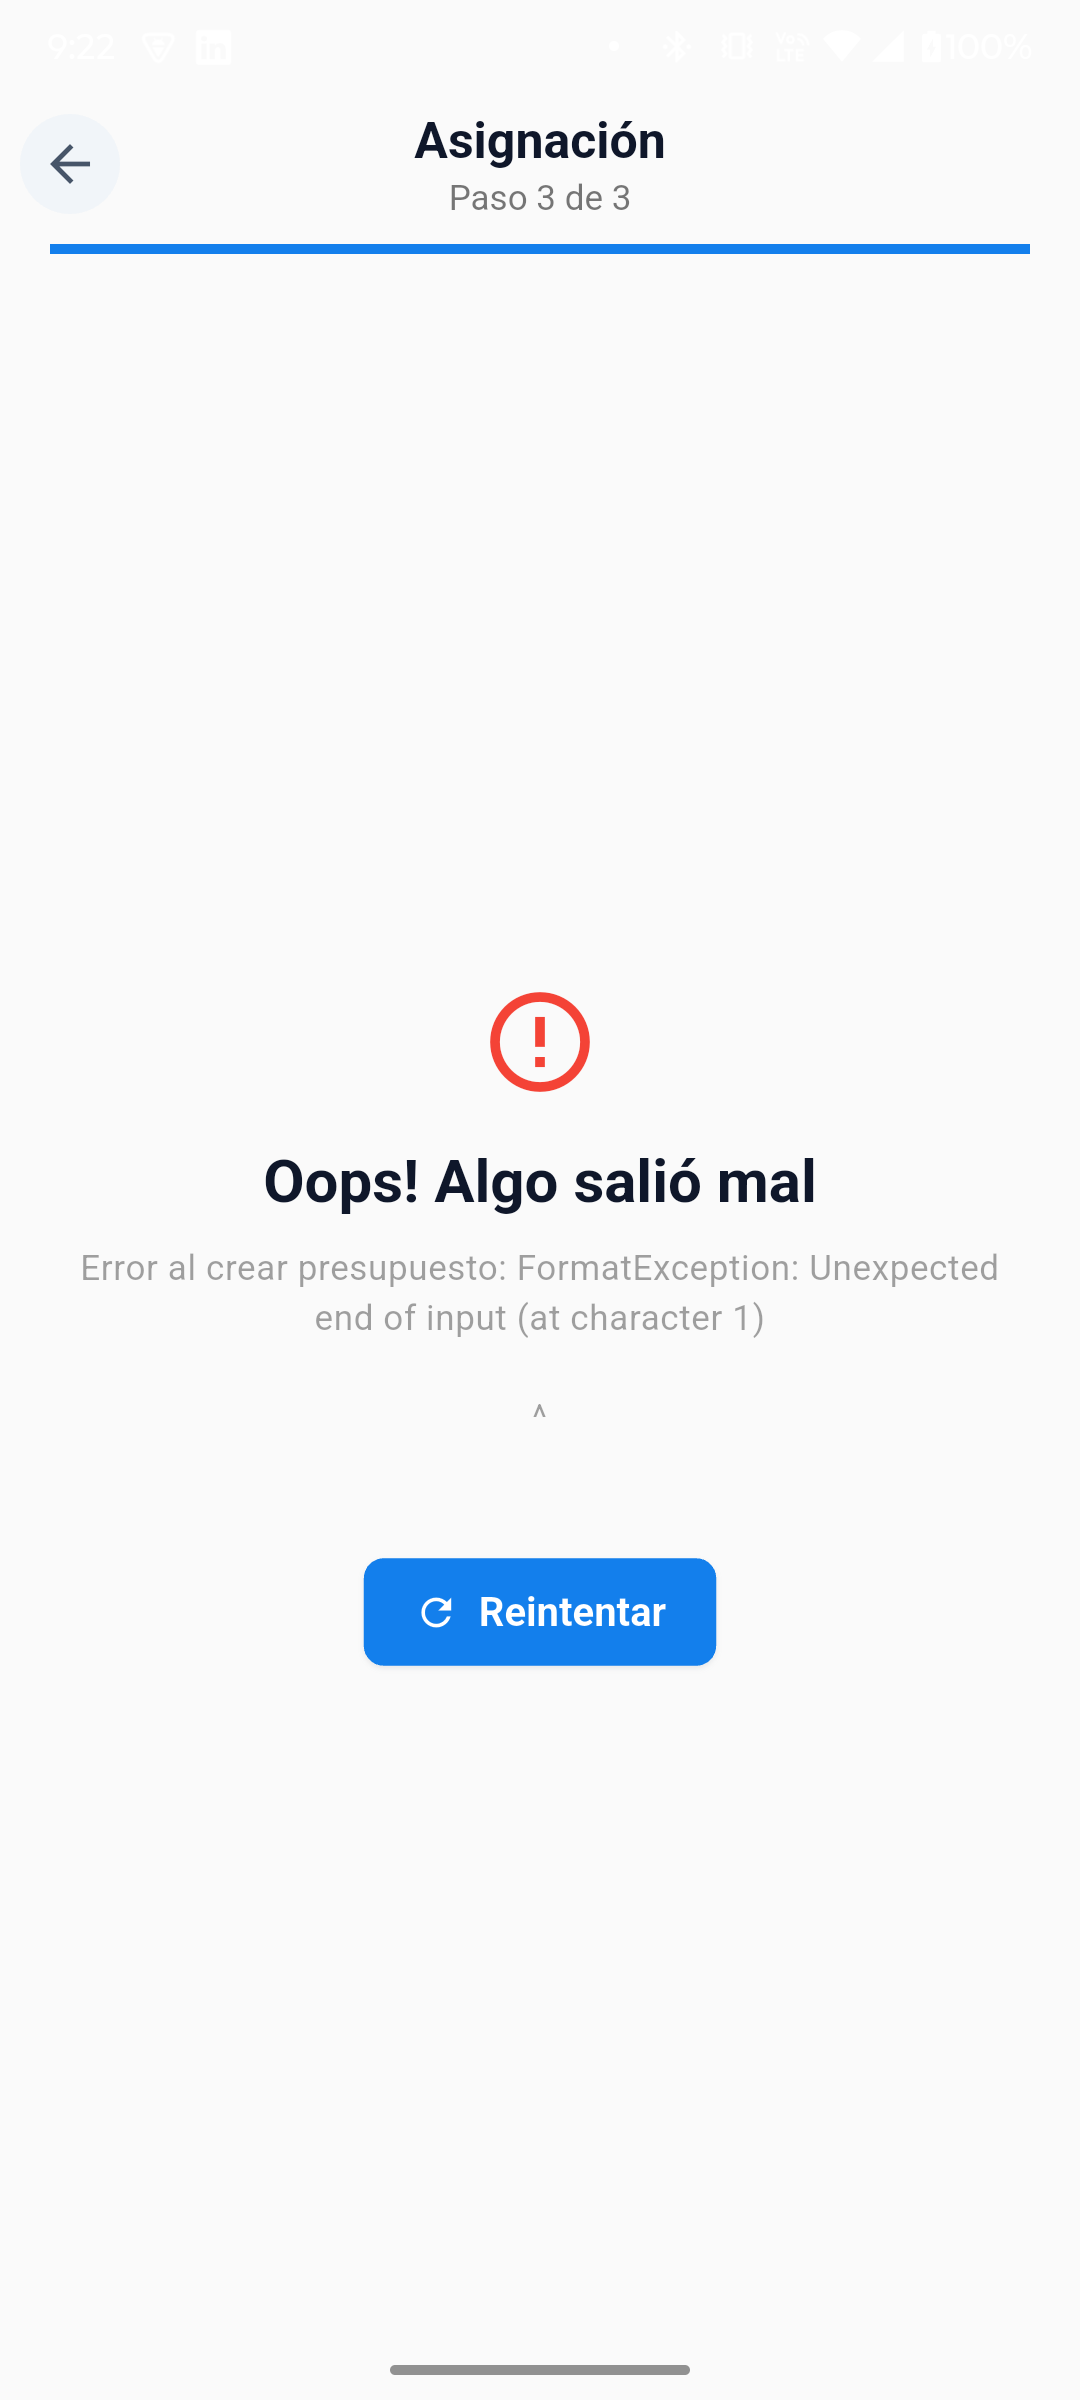 9:22
100%
Asignación
Paso 3 de 3
Oops! Algo salió mal
Error al crear presupuesto: FormatException: Unexpected
end of input (at character 1)
^
Reintentar